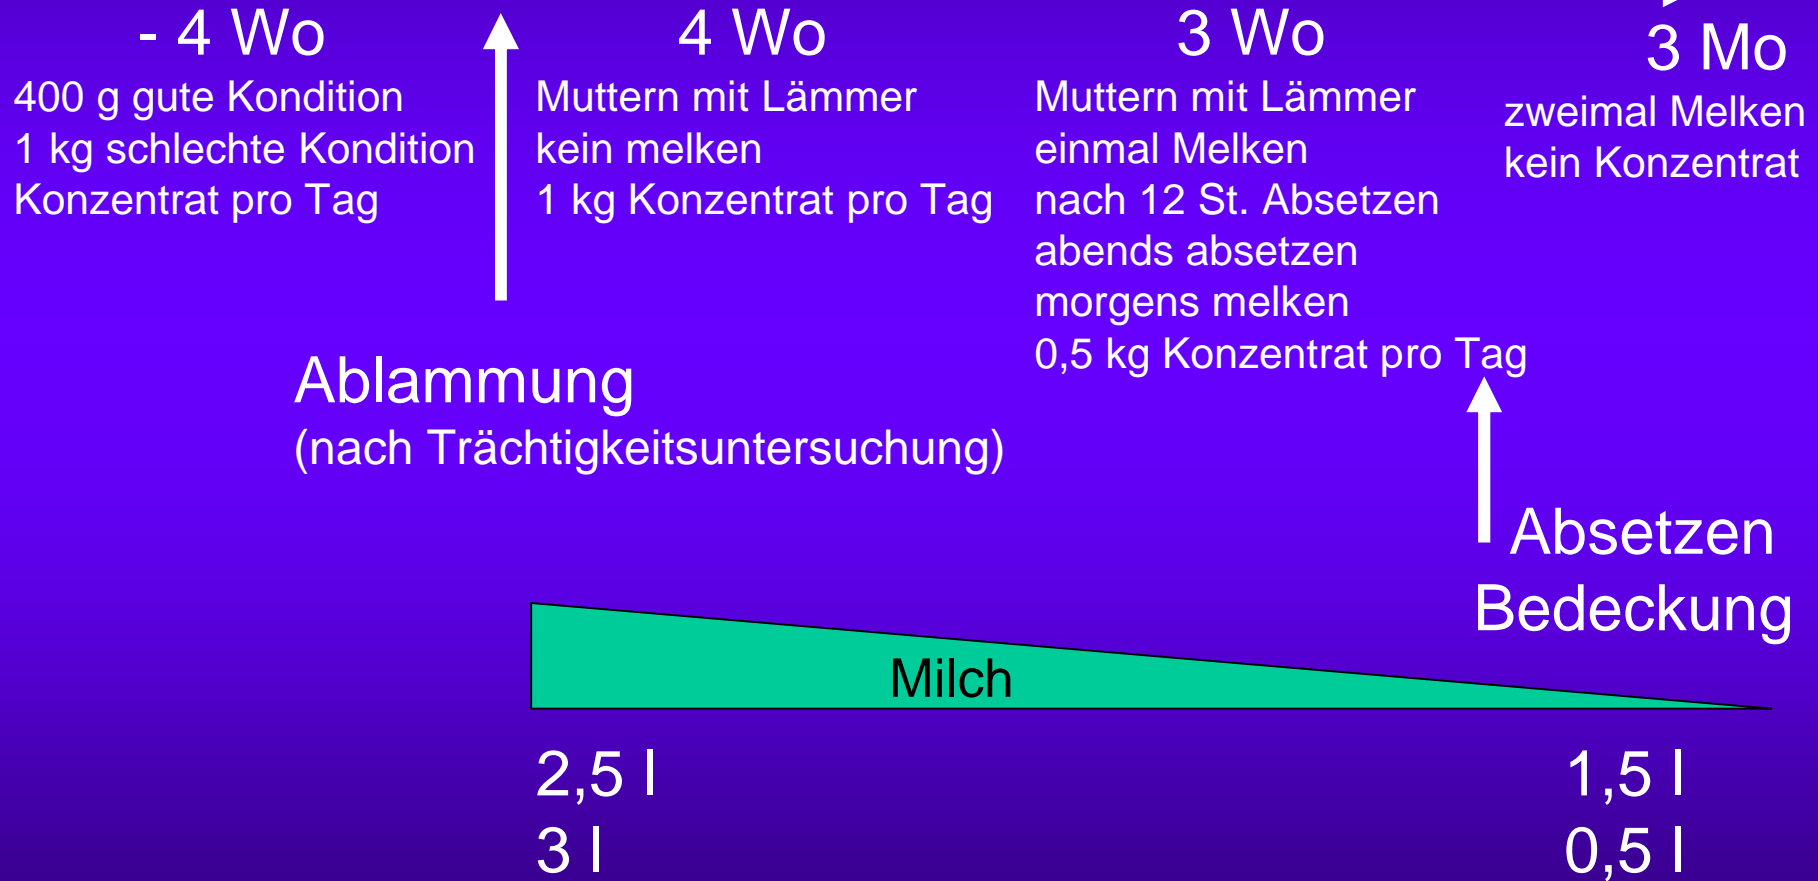 - 4 Wo
400 g gute Kondition
1 kg schlechte Kondition
Konzentrat pro Tag
4 Wo
Muttern mit Lämmer
kein melken
1 kg Konzentrat pro Tag
3 Wo
Muttern mit Lämmer
einmal Melken
nach 12 St. Absetzen
abends absetzen
morgens melken
0,5 kg Konzentrat pro Tag
3 Mo
zweimal Melken
kein Konzentrat
Ablammung
(nach Trächtigkeitsuntersuchung)
Absetzen
Bedeckung
Milch
2,5 l
1,5 l
3 l
0,5 l